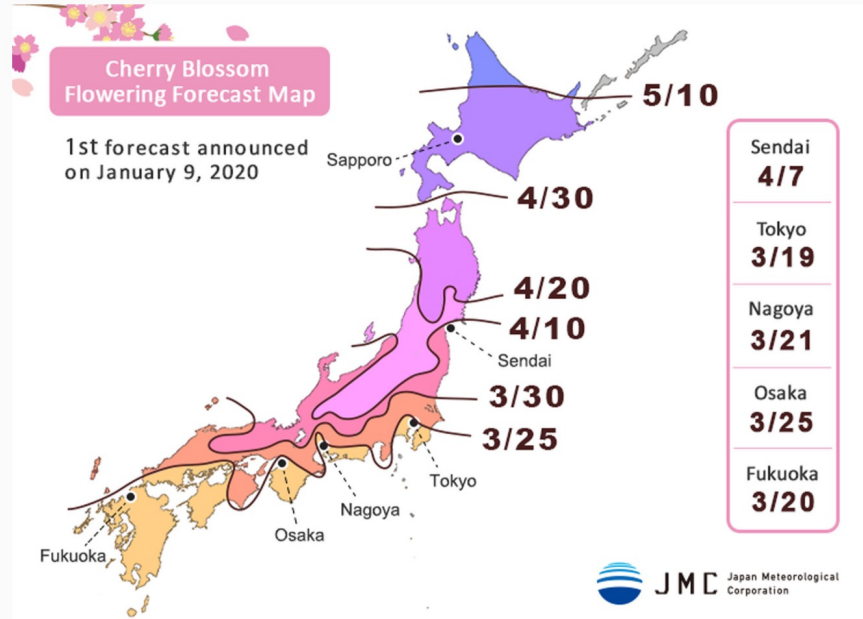 Cherry Blossom
Flowering Forecast Map
1st forecast announced
on January 9, 2020
5/10
Sapporo
4/30
4/20
4/10
Sendai
3/30
3/25
Tokyo
Nagoya
Osaka
Fukuoka
Sendai
4/7
Tokyo
3/19
Nagoya
3/21
Osaka
3/25
Fukuoka
3/20
JMC
Japan Meteorological
Corporation